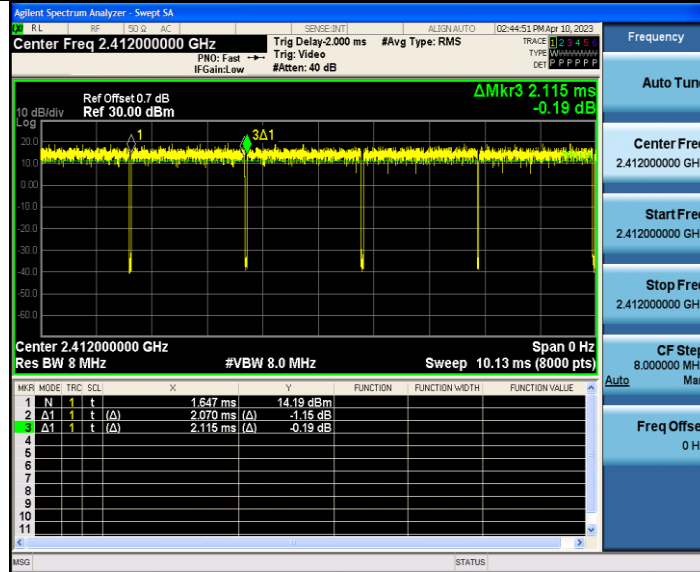 Agilent Spectrum Analyzer - Swept SA
RL RF 50 Ω AC SENSE:INT ALIGN AUTO 02:44:51 PM Apr 10, 2023
Center Freq 2.412000000 GHz
PNO: Fast
IFGain:Low
Trig Delay-2.000 ms
Trig: Video
#Atten: 40 dB
#Avg Type: RMS
TRACE 1 2 3 4 5 6
TYPE
DET P P P P P P
ΔMkr3 2.115 ms
-0.19 dB
Ref Offset 0.7 dB
10 dB/div Ref 30.00 dBm
Log
1 3Δ1
20.0
10.0
0.00
-10.0
-20.0
-30.0
-40.0
-50.0
-60.0
Center 2.412000000 GHz Span 0 Hz
Res BW 8 MHz #VBW 8.0 MHz Sweep 10.13 ms (8000 pts)
MKR MODE TRC SCL X Y FUNCTION FUNCTION WIDTH FUNCTION VALUE
1 N 1 t 1.647 ms 14.19 dBm
2 Δ1 1 t (Δ) 2.070 ms (Δ) -1.15 dB
3 Δ1 1 t (Δ) 2.115 ms (Δ) -0.19 dB
4
5
6
7
8
9
10
11
MSG STATUS
Frequency
Auto Tun
Center Fre
2.412000000 GH
Start Fre
2.412000000 GH
Stop Fre
2.412000000 GH
CF Ste
8.000000 MH
Auto Ma
Freq Offse
0 H